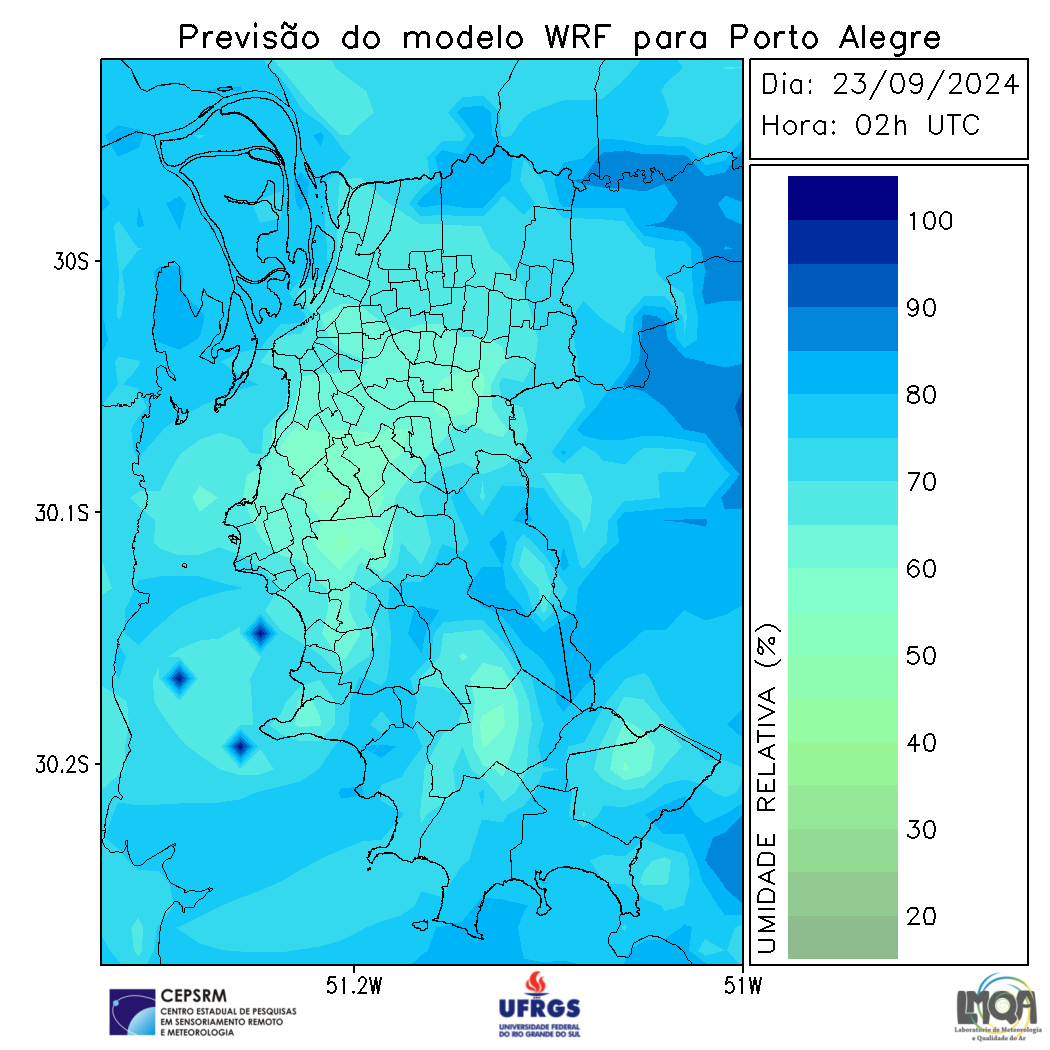 Previsão do modelo WRF para Porto Alegre
Dia: 23/09/2024
Hora: 02h UTC
100
90
80
70
60
50
40
30
20
UMIDADE RELATIVA (%)
30S
30.1S
30.2S
51.2W
51W
CEPSRM
CENTRO ESTADUAL DE PESQUISAS
EM SENSORIAMENTO REMOTO
E METEOROLOGIA
UFRGS
UNIVERSIDADE FEDERAL
DO RIO GRANDE DO SUL
LMQA
Laboratório de Meteorologia
e Qualidade do Ar